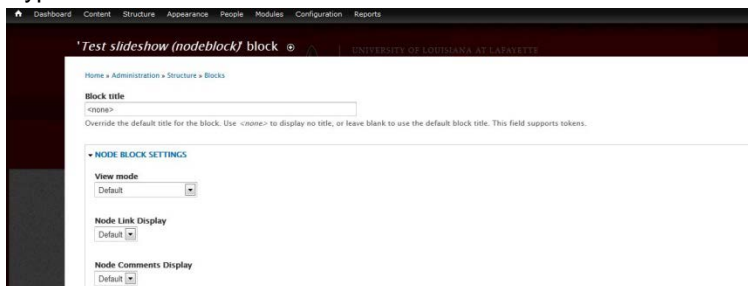 Dashboard Content Structure Appearance People Modules Configuration Reports
'Test slideshow (nodeblock)' block
UNIVERSITY OF LOUISIANA AT LAFAYETTE
Home » Administration » Structure » Blocks
Block title
<none>
Override the default title for the block. Use <none> to display no title, or leave blank to use the default block title. This field supports tokens.
NODE BLOCK SETTINGS
View mode
Default
Node Link Display
Default
Node Comments Display
Default